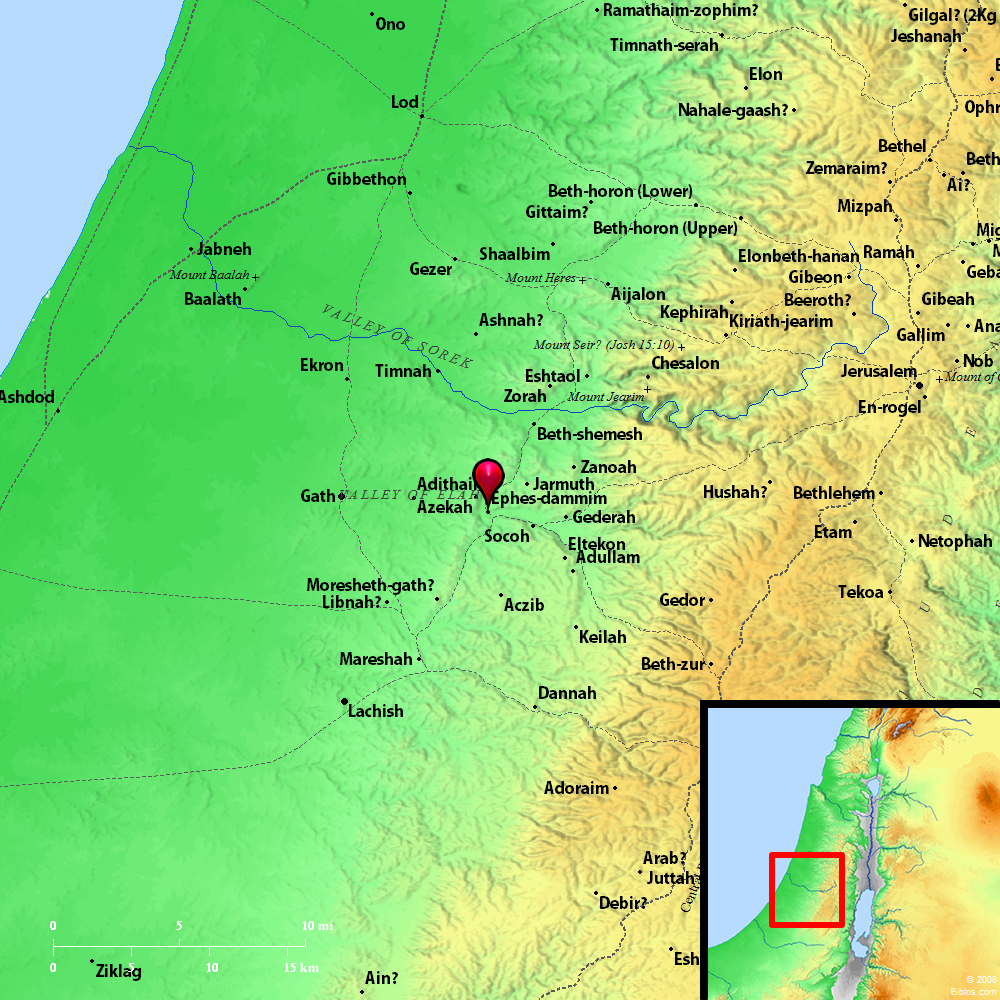 Ono
Ramathaim-zophim?
Timnath-serah
Gilgal? (2Kg
Jeshanah
Elon
Lod
Nahale-gaash?
Ophr
Bethel
Zemaraim?
Beth
Ai?
Gibbethon
Beth-horon (Lower)
Gittaim?
Mizpah
Beth-horon (Upper)
Mig
Jabneh
Shaalbim
Elonbeth-hanan
Ramah
Mount Baalah
Gezer
Mount Heres
Gibeon
Geba
Baalath
Aijalon
Beeroth?
Gibeah
Kephirah
Kiriath-jearim
Ashnah?
VALLEY OF SOREK
Gallim
Ana
Mount Seir? (Josh 15:10)
Chesalon
Nob
Ekron
Timnah
Eshtaol
Jerusalem
Mount of O
Ashdod
Zorah
Mount Jearim
En-rogel
Beth-shemesh
Zanoah
Adithai
Jarmuth
Gath
VALLEY OF ELAH
Ephes-dammim
Hushah?
Bethlehem
Azekah
Gederah
Socoh
Etam
Eltekon
Netophah
Adullam
Moresheth-gath?
Libnah?
Aczib
Gedor
Tekoa
Keilah
Mareshah
Beth-zur
Dannah
Lachish
Adoraim
Arab?
Juttah
Debir?
Central
0 5 10 mi
0 5 10 15 km
Ziklag
Esh
Ain?
© 2008
Biblos.com